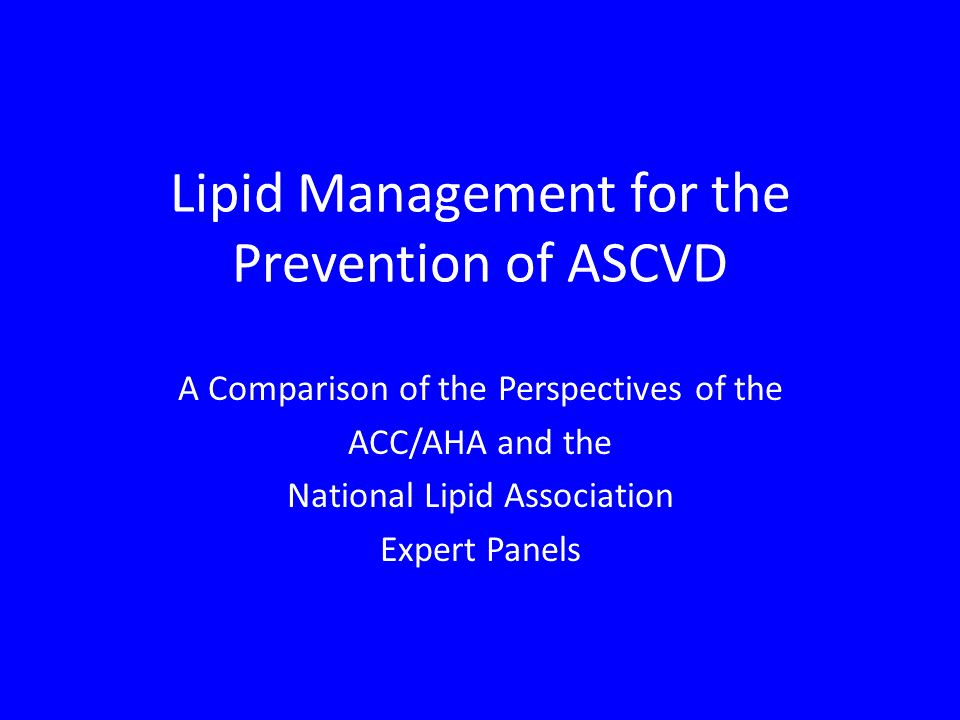 Lipid Management for the
Prevention of ASCVD
A Comparison of the Perspectives of the
ACC/AHA and the
National Lipid Association
Expert Panels